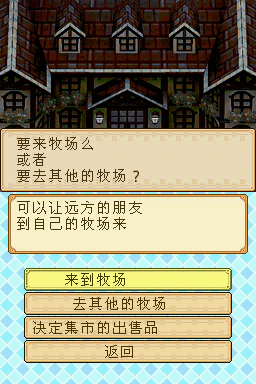 要来牧场么
或者
要去其他的牧场？
可以让远方的朋友
到自己的牧场来
来到牧场
去其他的牧场
决定集市的出售品
返回